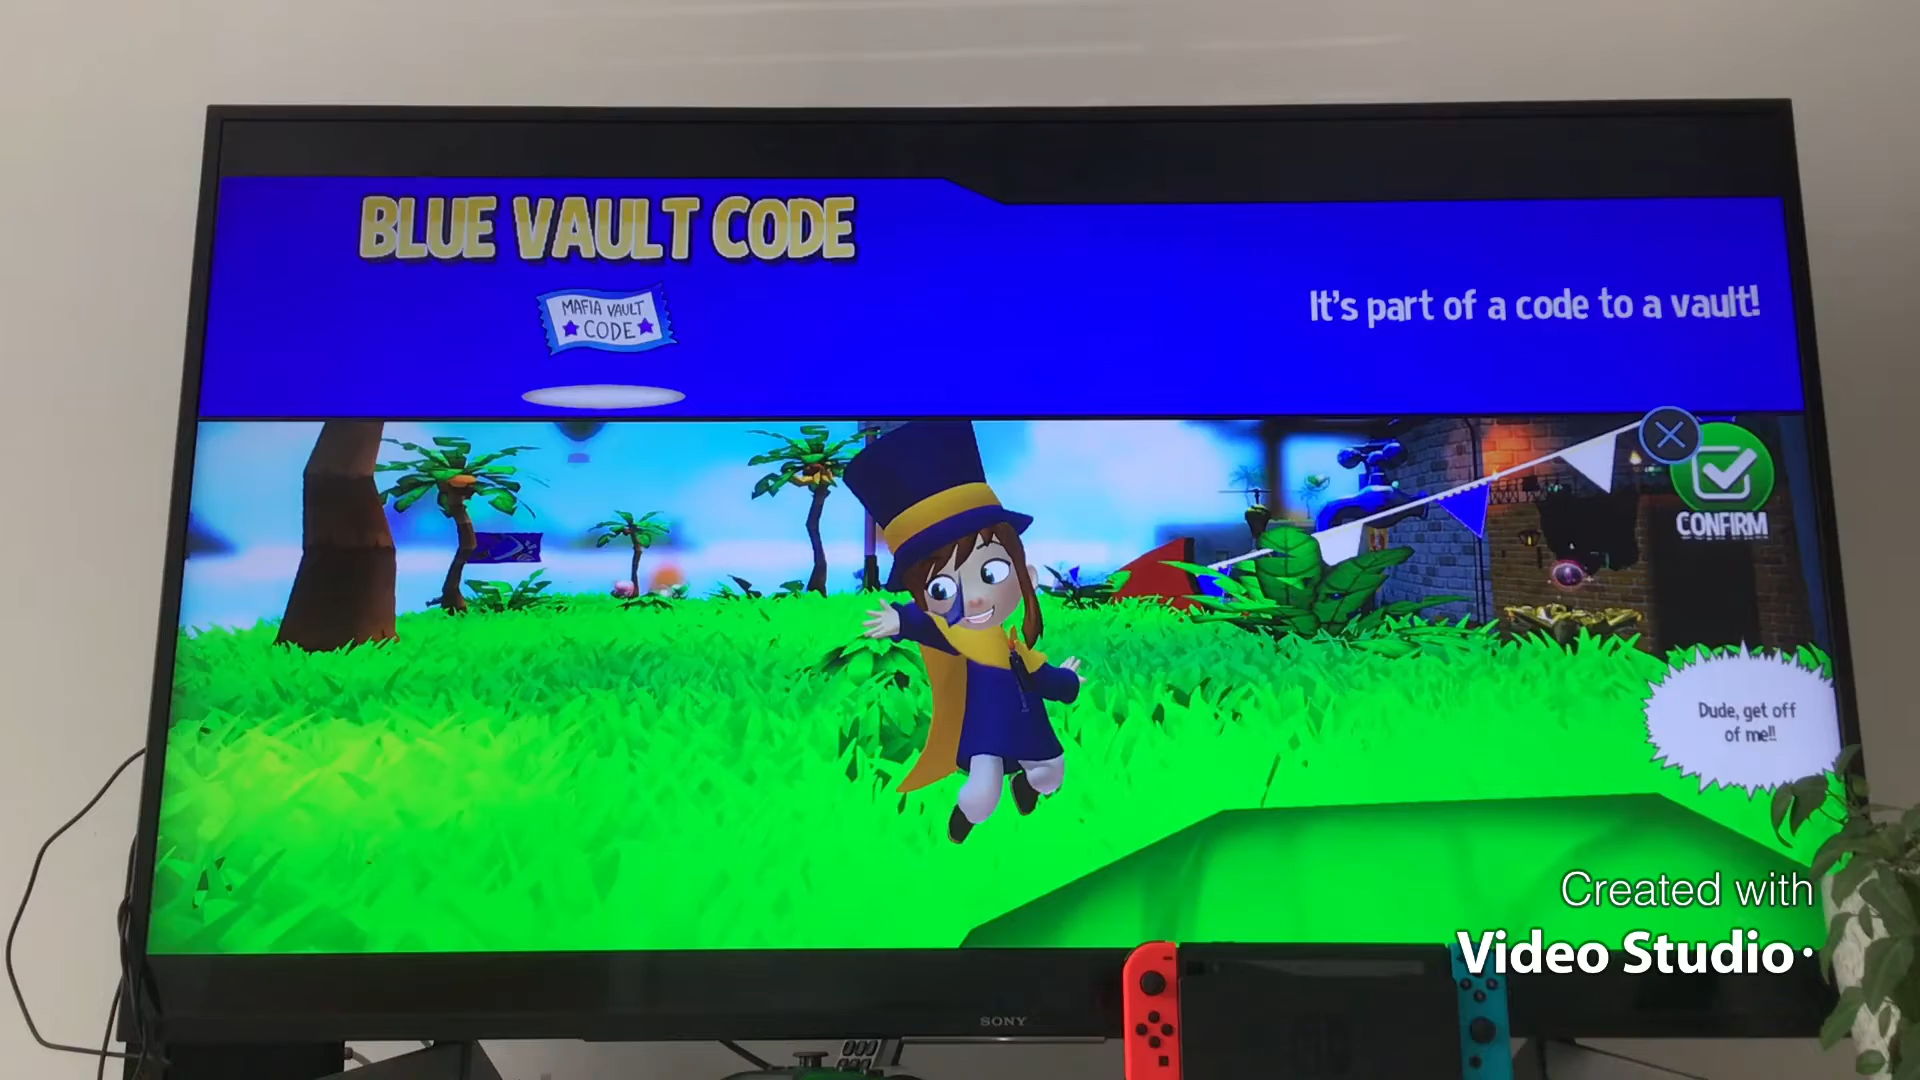 BLUE VAULT CODE
MAFIA VAULT
CODE
It's part of a code to a vault!
CONFIRM
Dude, get off
of me!!
Created with
Video Studio
SONY